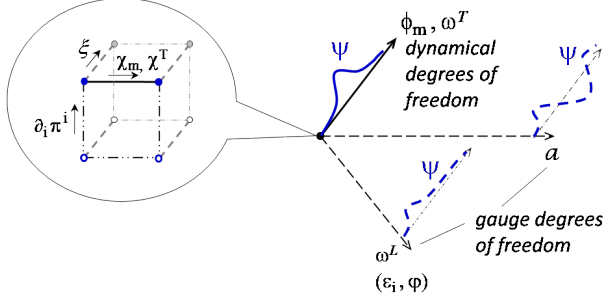 ξ
χₘ, χᵀ
∂ᵢπⁱ
Ψ
ϕₘ, ωᵀ
dynamical
degrees of
freedom
Ψ
a
Ψ
gauge degrees
of freedom
ωᴸ
(εᵢ, φ)